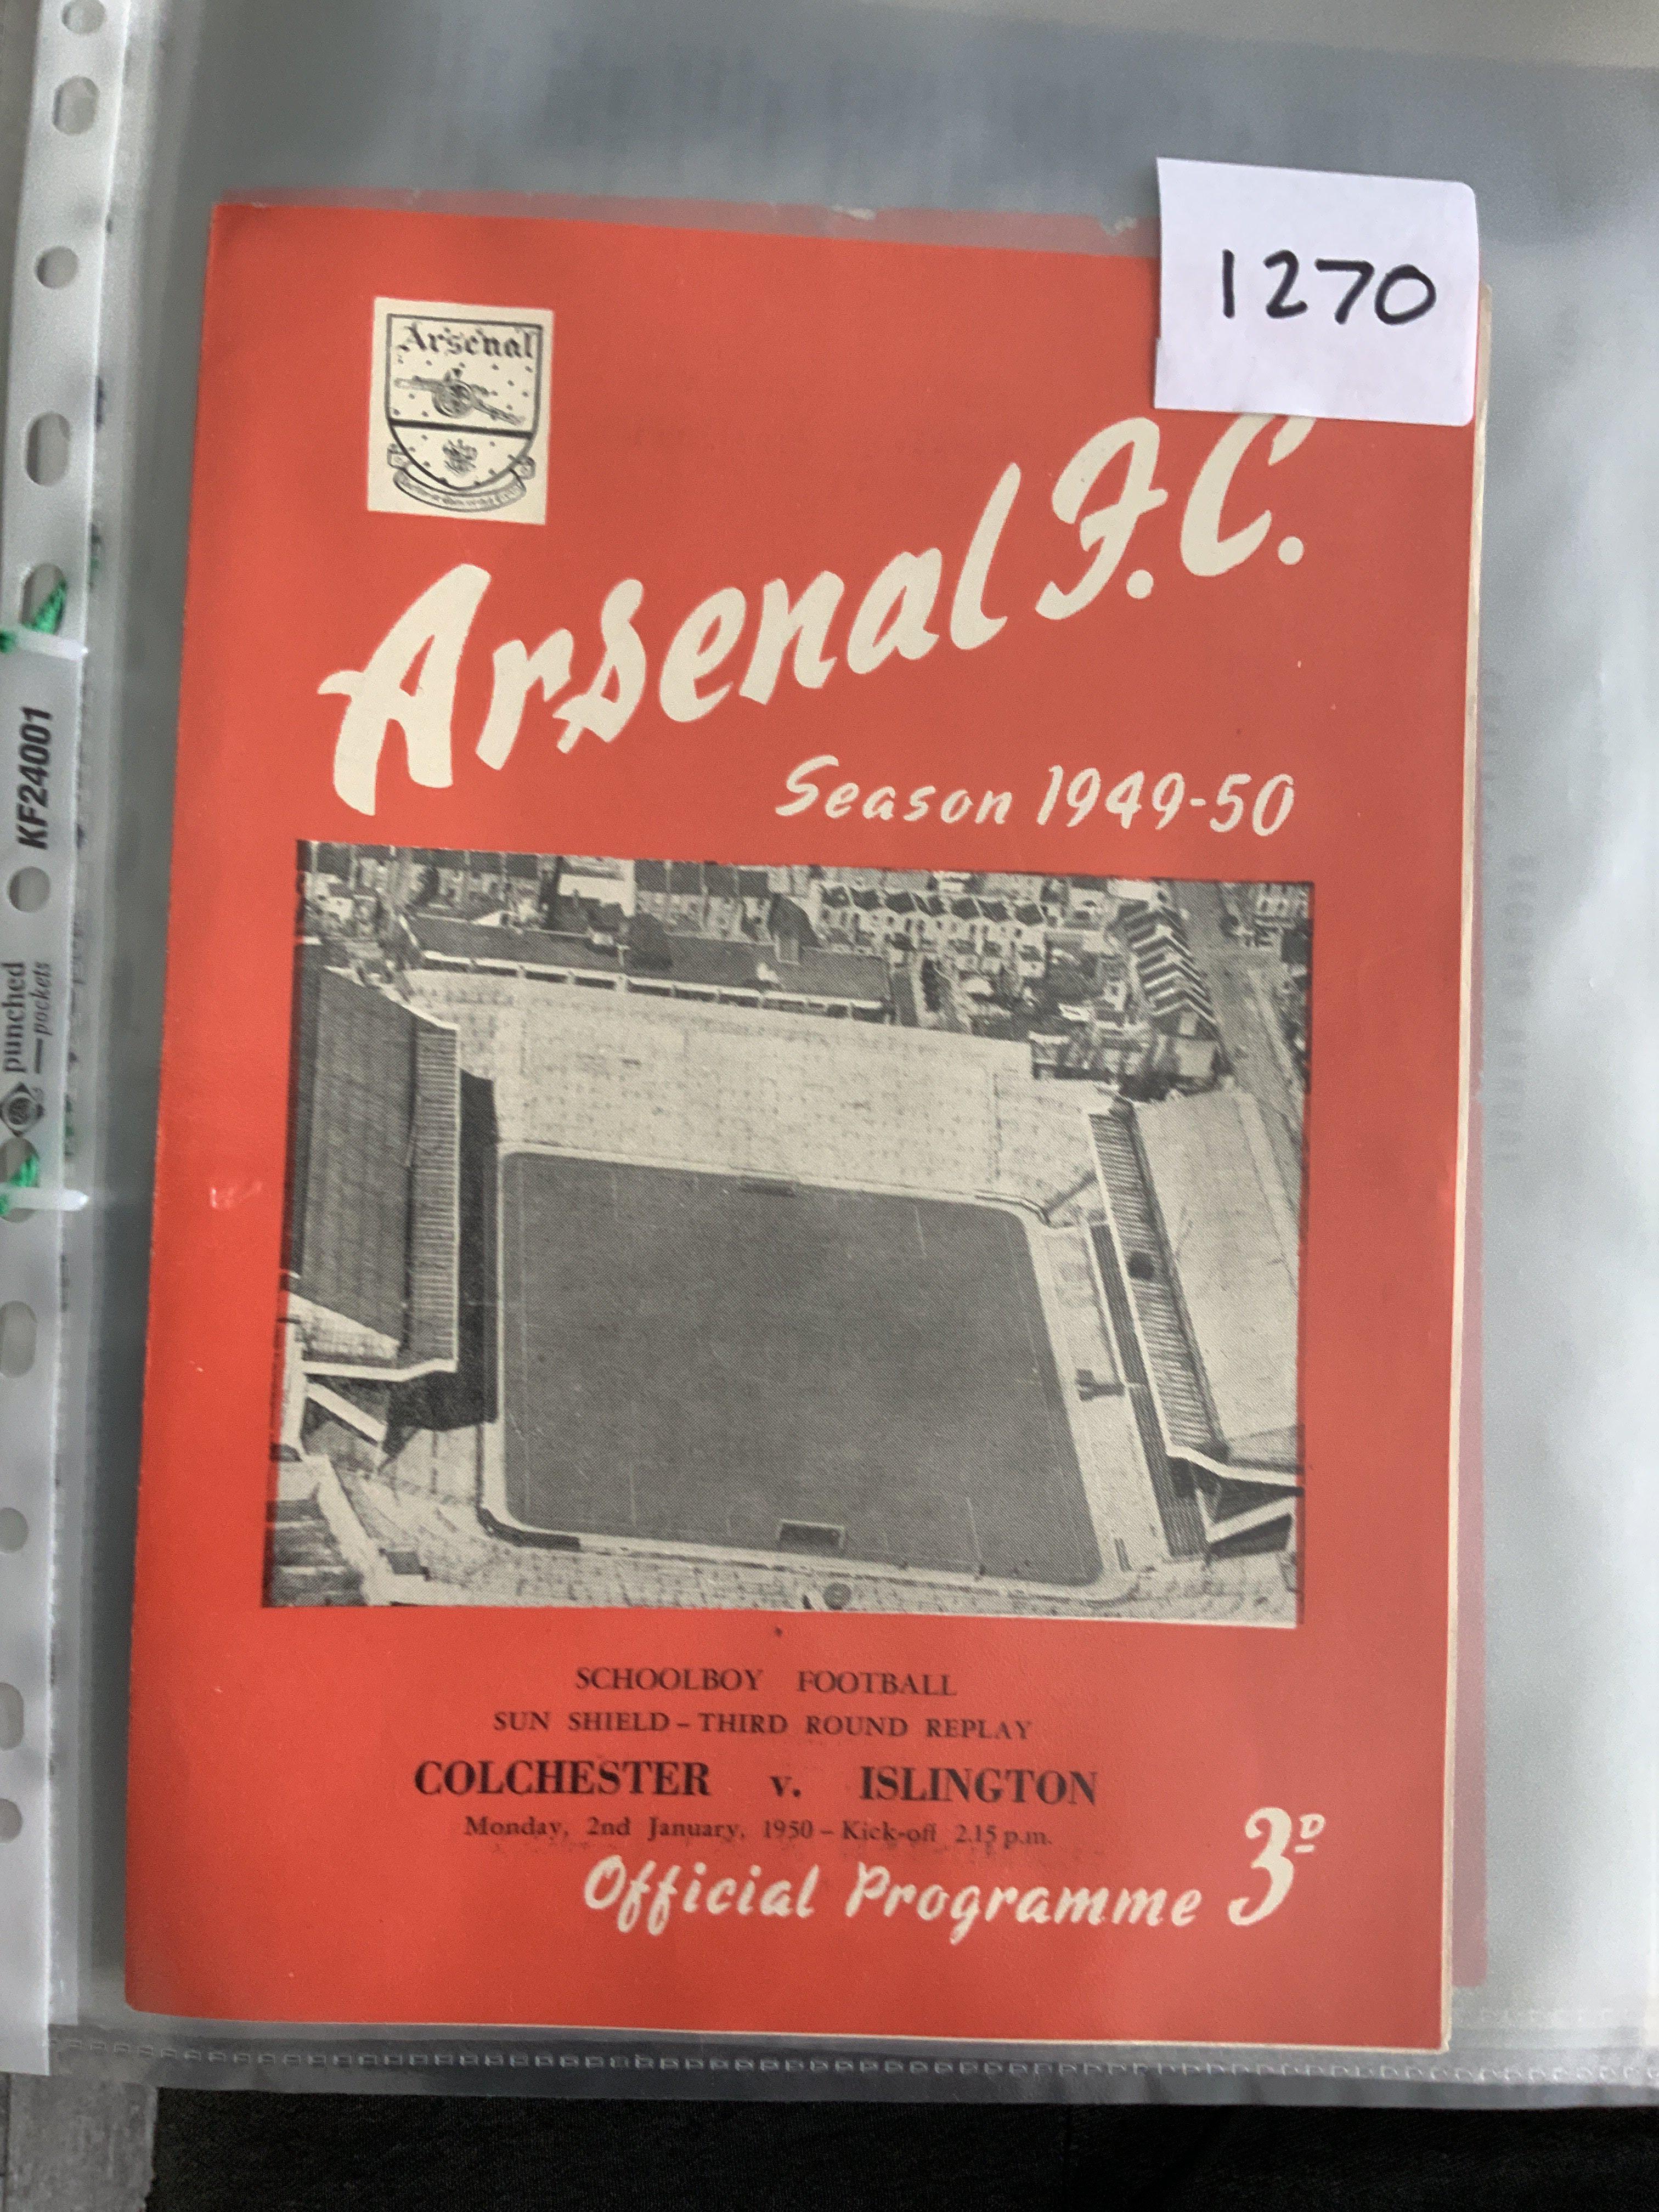 1270
Arsenal
Arsenal F.C.
Season 1949-50
KF24001
punched
pockets
SCHOOLBOY FOOTBALL
SUN SHIELD – THIRD ROUND REPLAY
COLCHESTER v. ISLINGTON
Monday, 2nd January, 1950 – Kick-off 2.15 p.m.
Official Programme 3D